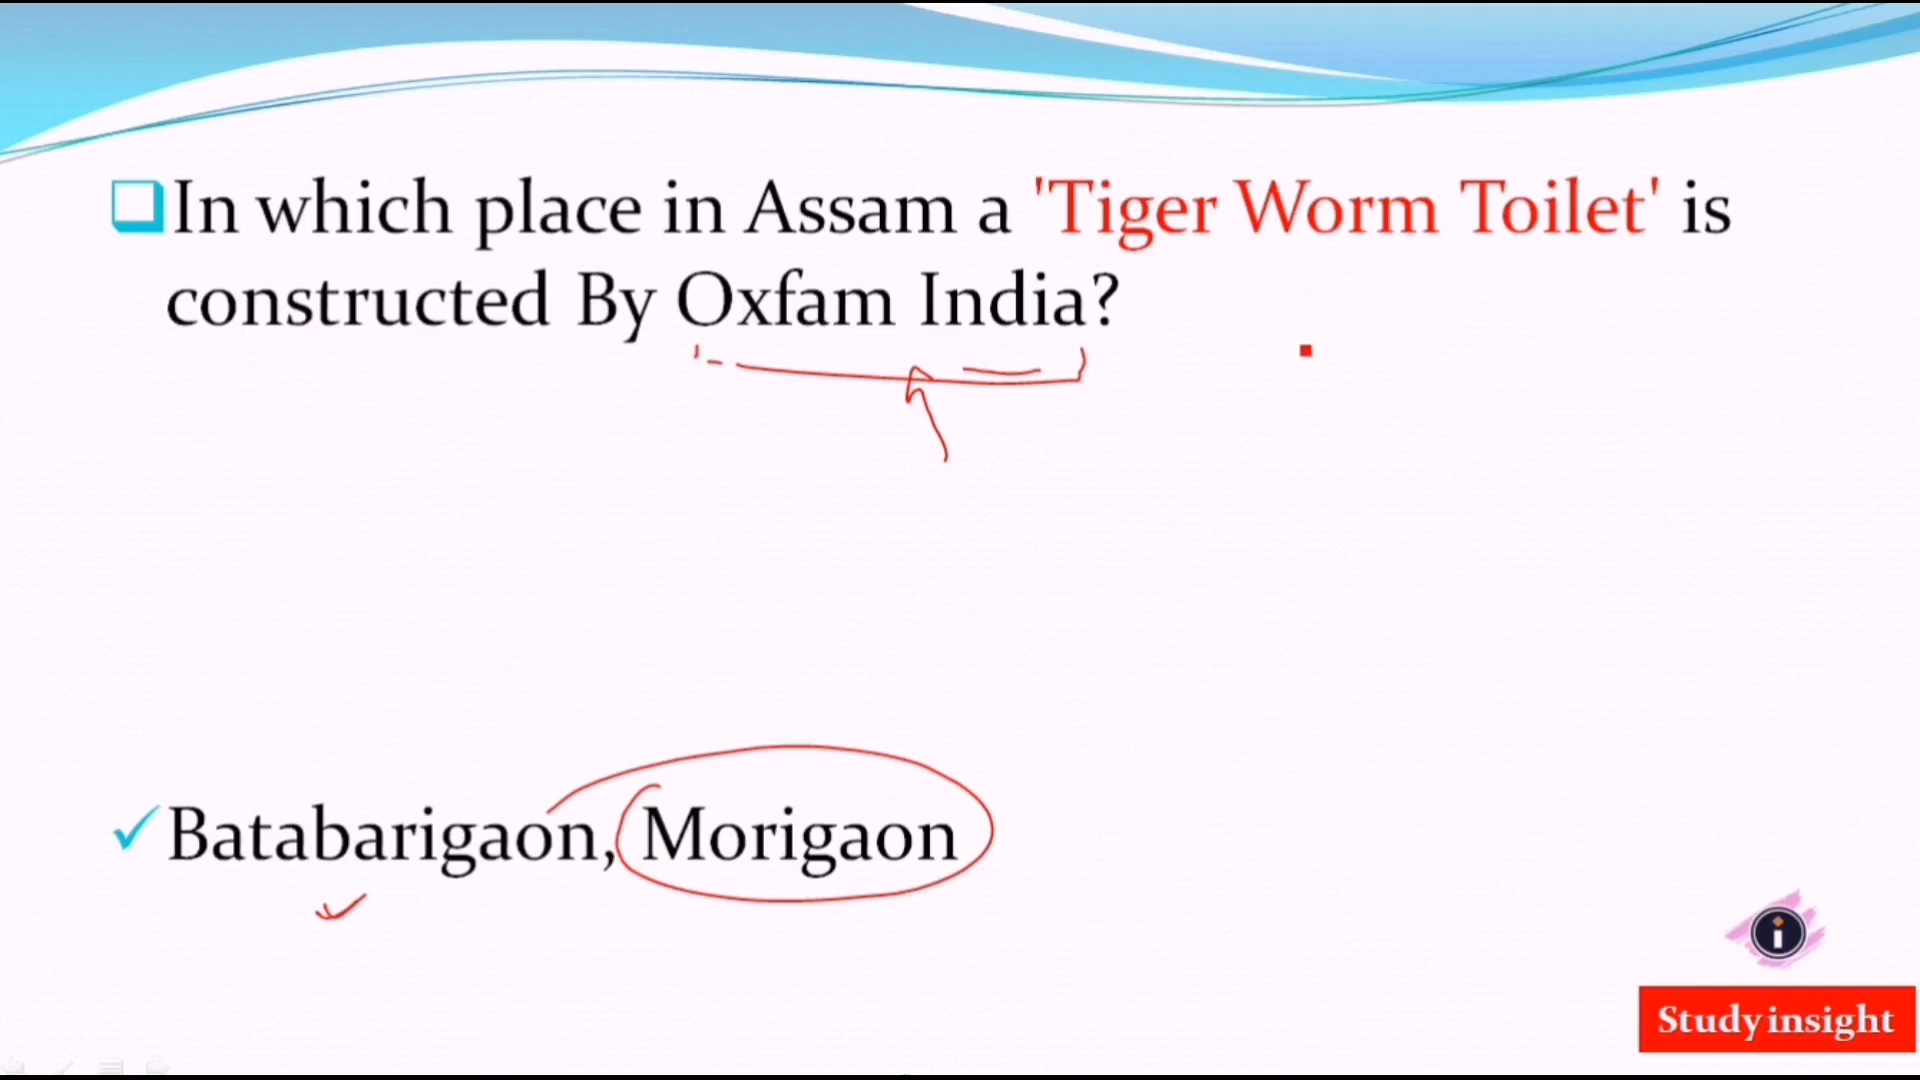 In which place in Assam a 'Tiger Worm Toilet' is
constructed By Oxfam India?
Batabarigaon, Morigaon
i
Study insight